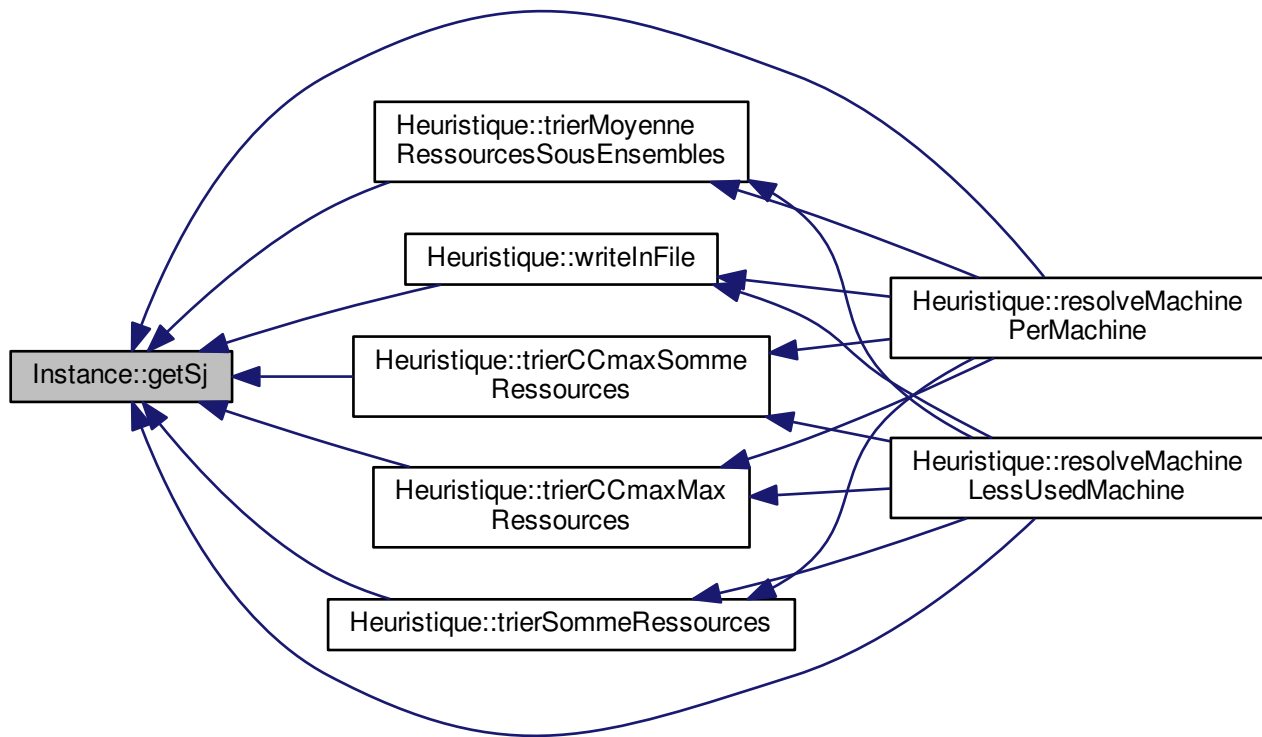 Heuristique::trierMoyenne
RessourcesSousEnsembles
Heuristique::writeInFile
Heuristique::resolveMachine
PerMachine
Instance::getSj
Heuristique::trierCCmaxSomme
Ressources
Heuristique::resolveMachine
LessUsedMachine
Heuristique::trierCCmaxMax
Ressources
Heuristique::trierSommeRessources